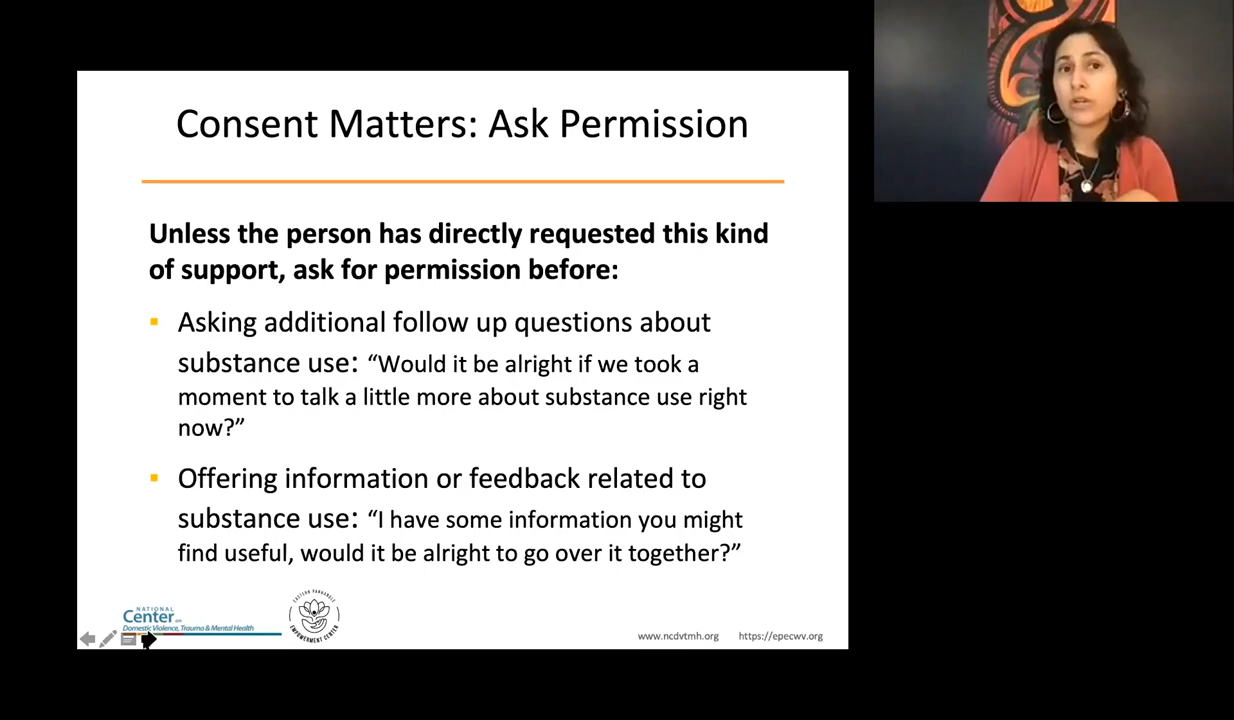 Consent Matters: Ask Permission
Unless the person has directly requested this kind
of support, ask for permission before:
Asking additional follow up questions about
substance use: “Would it be alright if we took a
moment to talk a little more about substance use right
now?”
Offering information or feedback related to
substance use: “I have some information you might
find useful, would it be alright to go over it together?”
NATIONAL
Center on
Domestic Violence, Trauma & Mental Health
EASTERN PANHANDLE
EMPOWERMENT CENTER
www.ncdvtmh.org https://epecwv.org